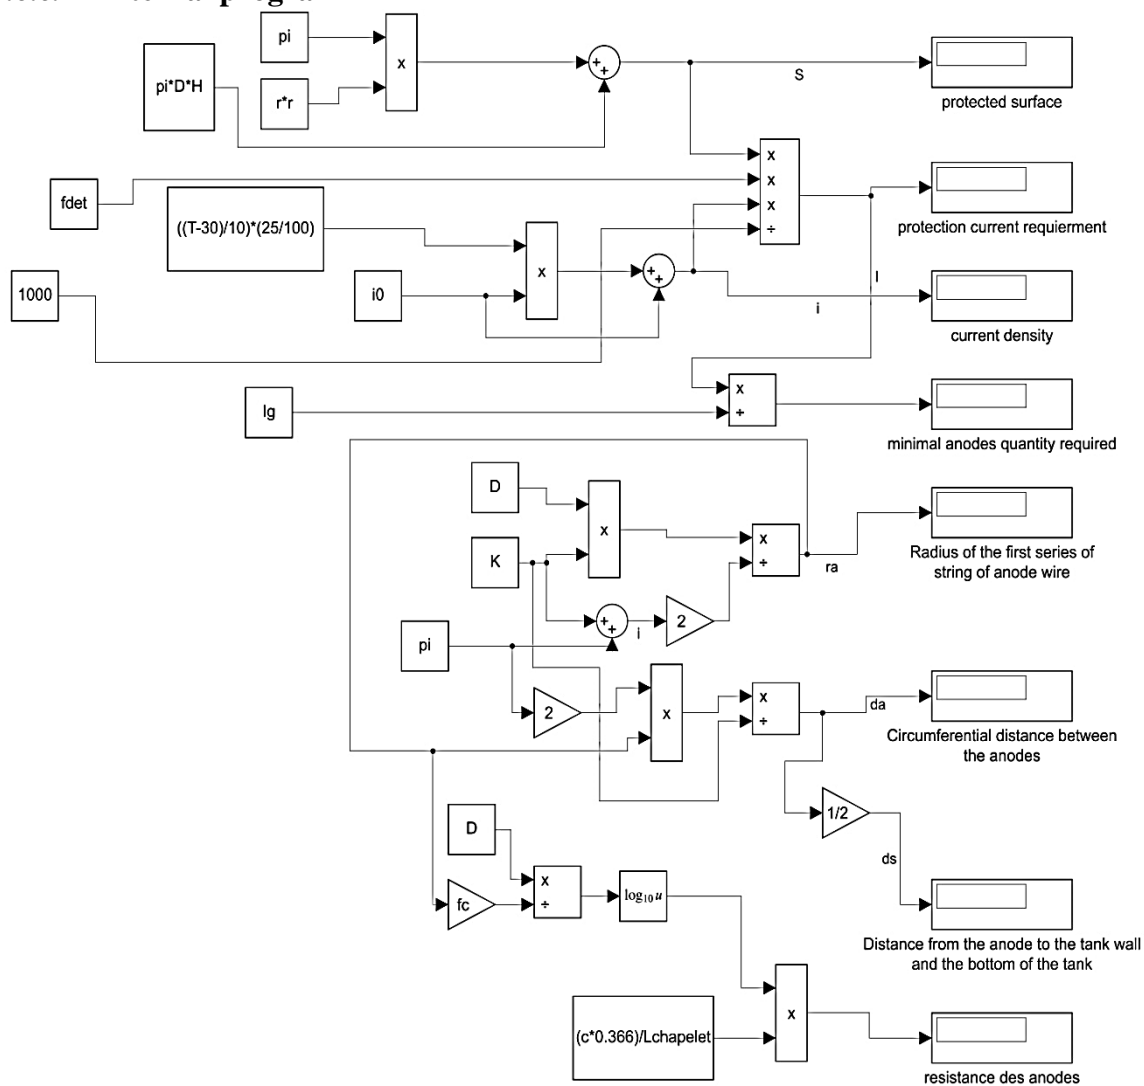 pi
x
pi*D*H
r*r
+
+
S
protected surface
x
x
x
÷
fdet
((T-30)/10)*(25/100)
x
protection current requierment
1000
i0
+
+
I
i
current density
x
÷
Ig
minimal anodes quantity required
D
x
K
x
÷
ra
Radius of the first series of
string of anode wire
+
+
i
2
pi
2
x
x
÷
da
Circumferential distance between
the anodes
1/2
D
ds
x
÷
fc
log10 u
Distance from the anode to the tank wall
and the bottom of the tank
x
(c*0.366)/Lchapelet
resistance des anodes